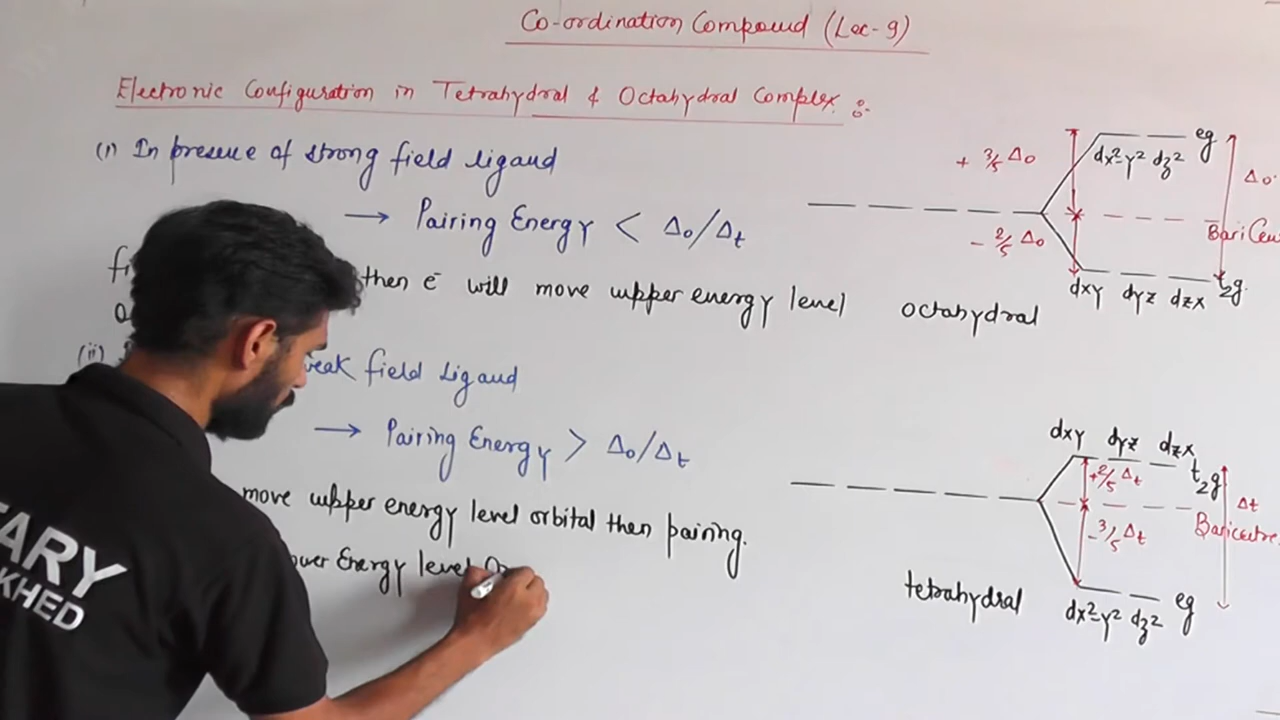 Co-ordination Compound (Lec-9)
Electronic Configuration in Tetrahydral & Octahydral Complex :-
(i) In presence of strong field ligand
→ Pairing Energy < Δo/Δt
then e⁻ will move upper energy level
(ii) field Ligand
→ Pairing Energy > Δo/Δt
move upper energy level orbital then pairing.
Energy level
eg
+ 3/5 Δo
dx²-y² dz²
Δo
- 2/5 Δo
t2g
dxy dyz dzx
octahydral
dxy dyz dzx
+2/5 Δt
t2g
Δt
Baricentre
-3/5 Δt
eg
dx²-y² dz²
tetrahydral
ARY
KHED